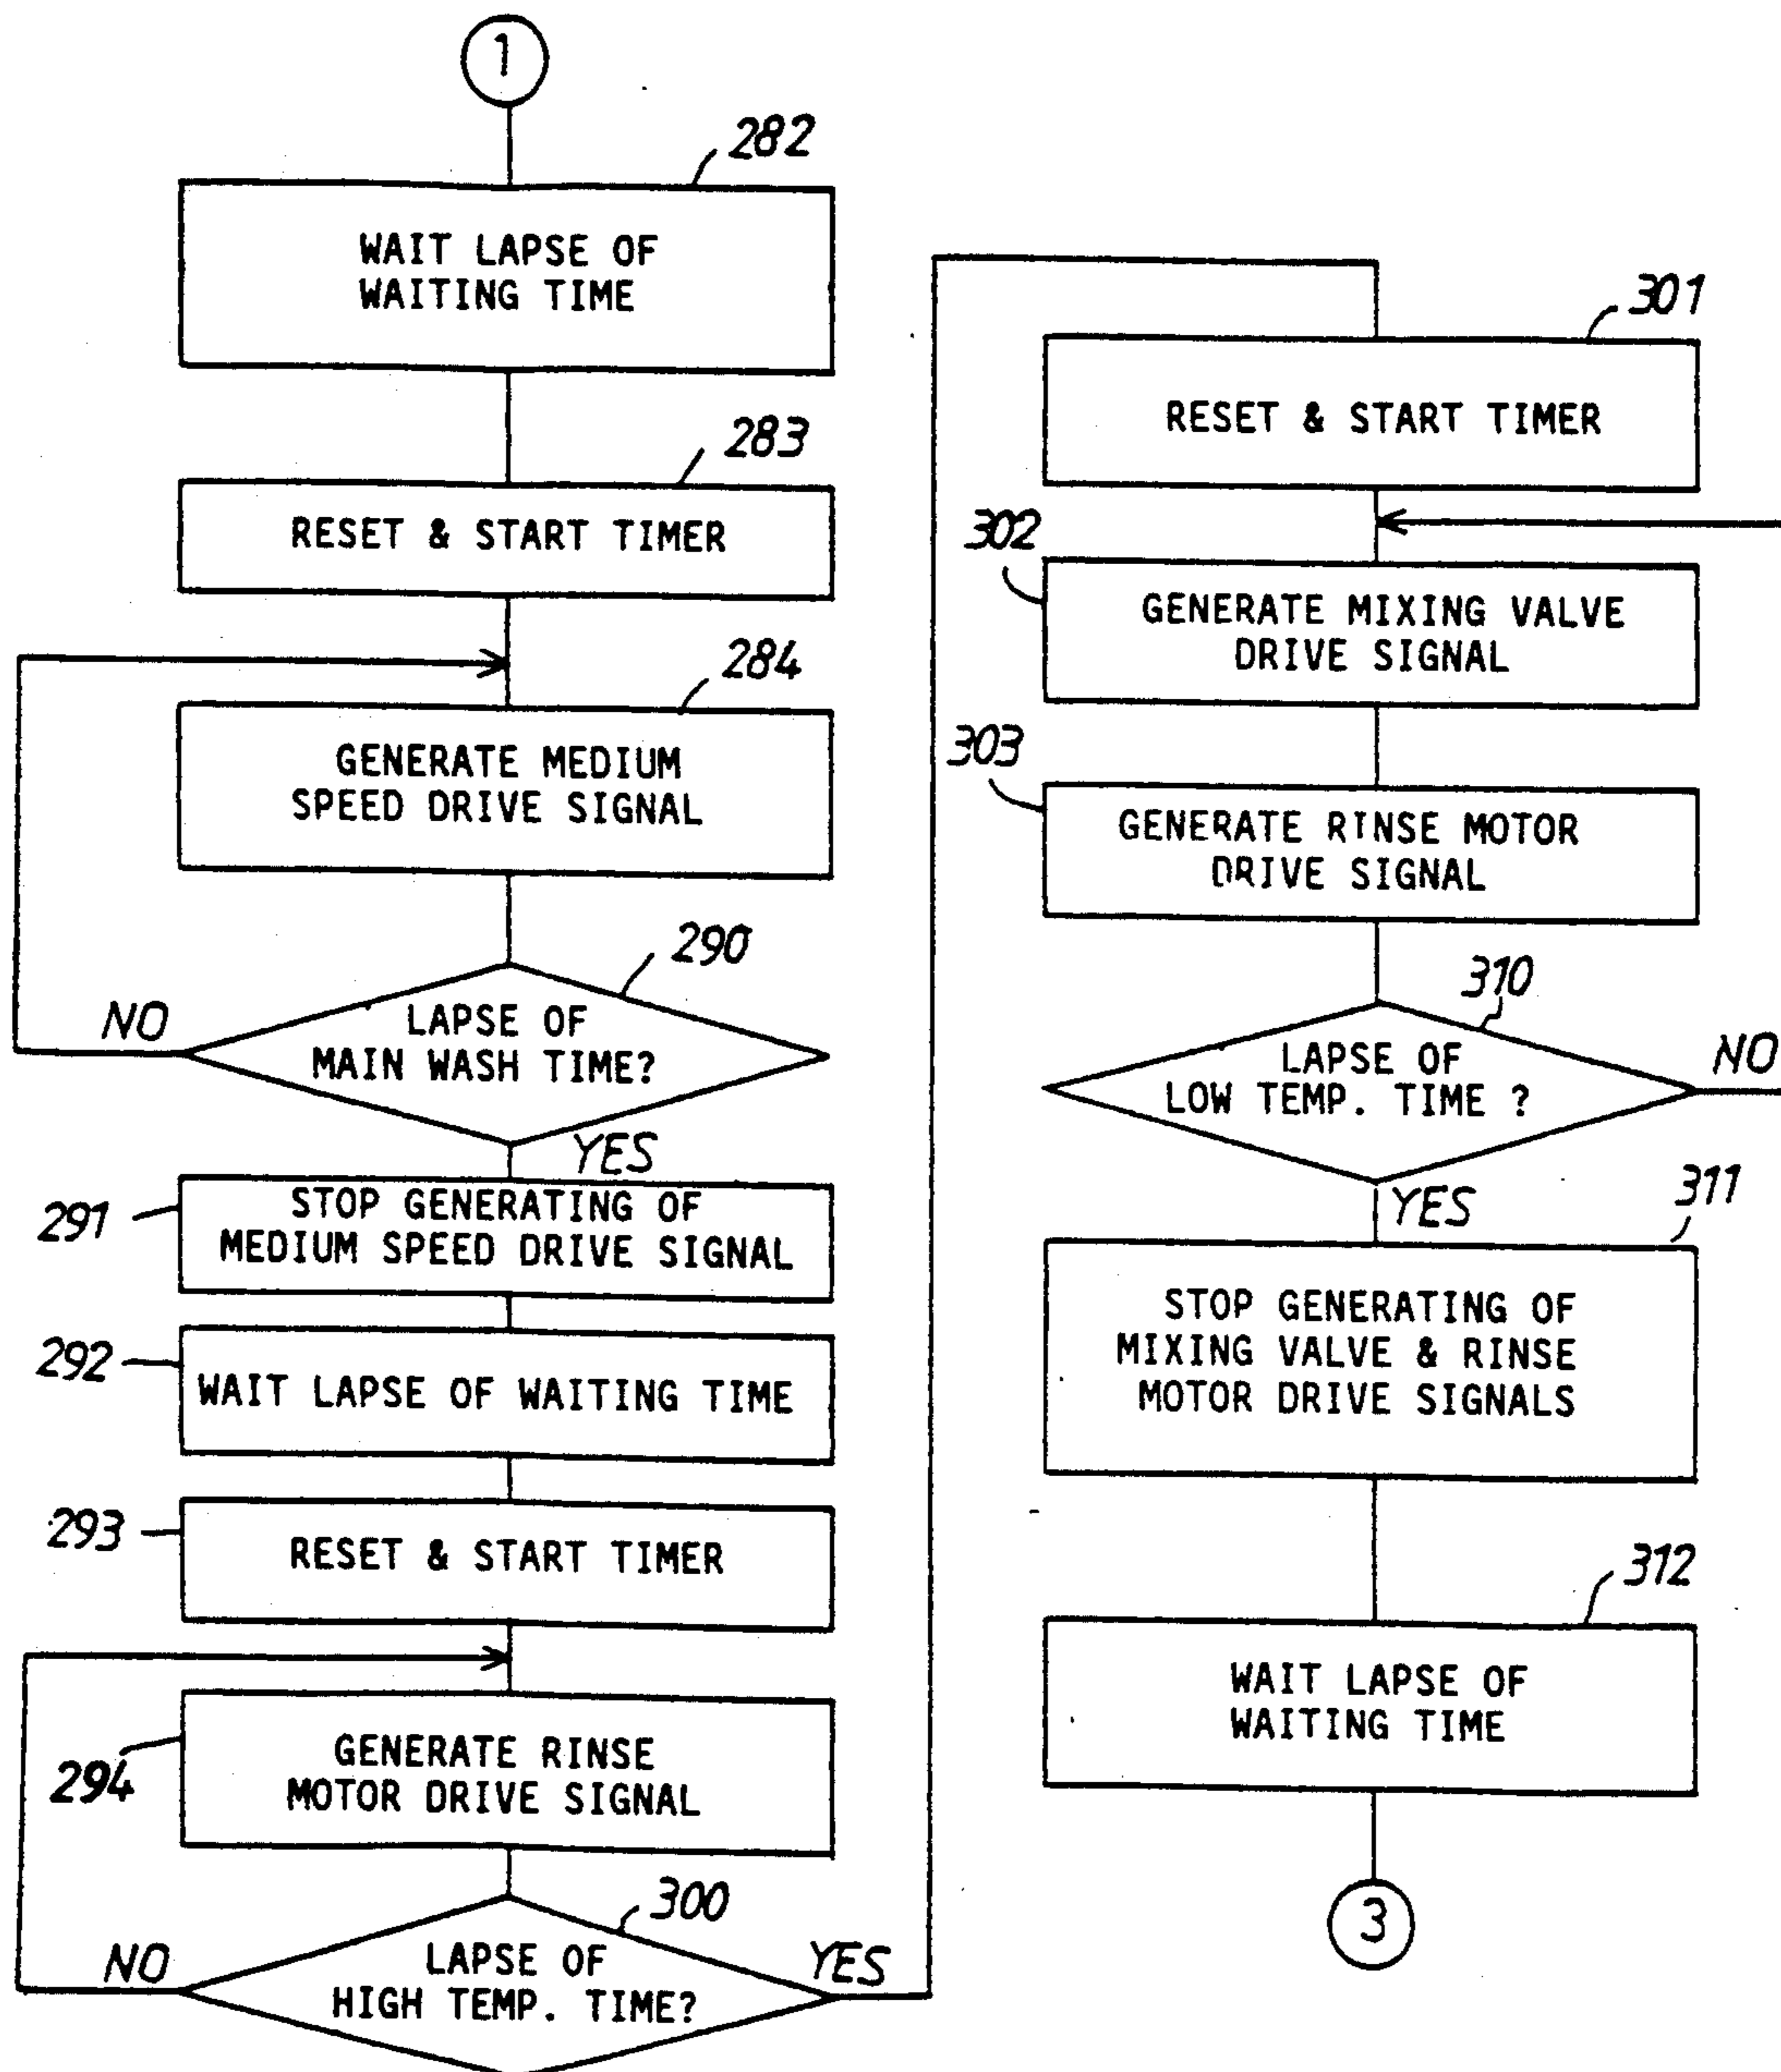 1
282
WAIT LAPSE OF
WAITING TIME
283
RESET & START TIMER
284
GENERATE MEDIUM
SPEED DRIVE SIGNAL
290
LAPSE OF
MAIN WASH TIME?
NO
YES
291
STOP GENERATING OF
MEDIUM SPEED DRIVE SIGNAL
292
WAIT LAPSE OF WAITING TIME
293
RESET & START TIMER
294
GENERATE RINSE
MOTOR DRIVE SIGNAL
300
LAPSE OF
HIGH TEMP. TIME?
NO
YES
301
RESET & START TIMER
302
GENERATE MIXING VALVE
DRIVE SIGNAL
303
GENERATE RINSE MOTOR
DRIVE SIGNAL
310
LAPSE OF
LOW TEMP. TIME ?
NO
YES
311
STOP GENERATING OF
MIXING VALVE & RINSE
MOTOR DRIVE SIGNALS
312
WAIT LAPSE OF
WAITING TIME
3